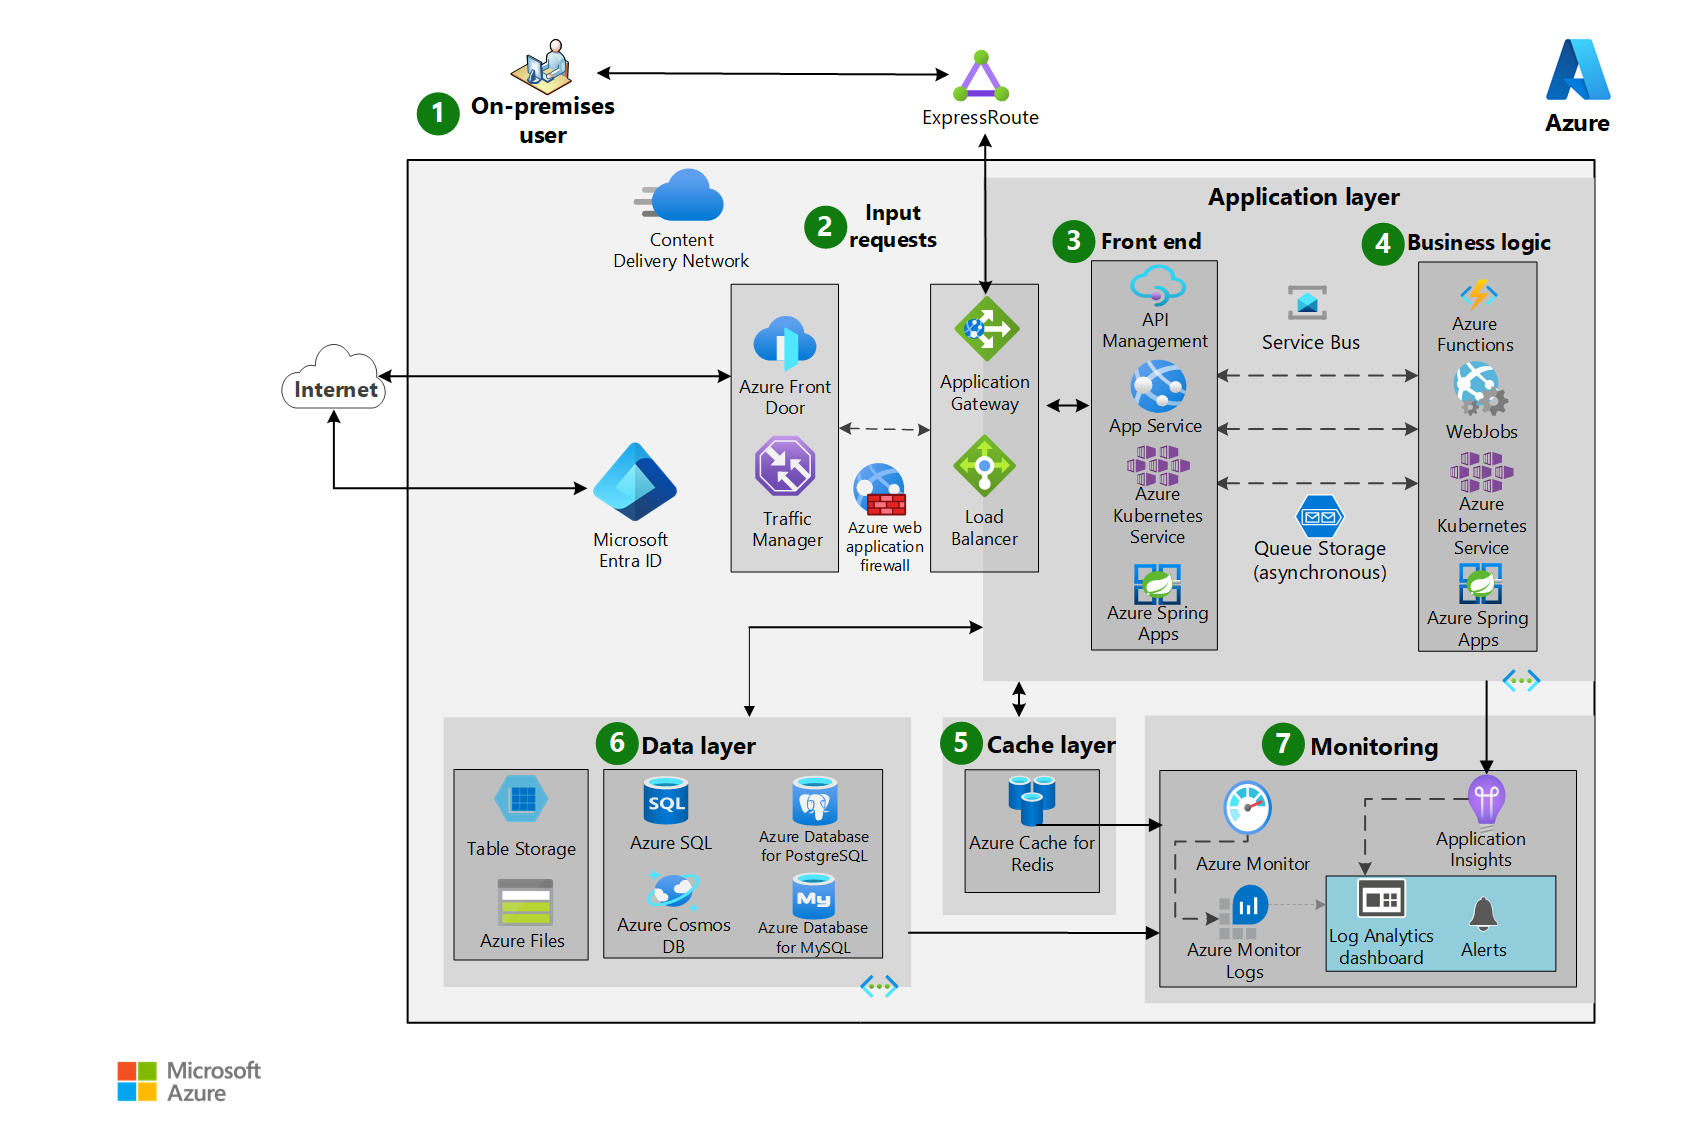 1
On-premises
user
ExpressRoute
Azure
Content
Delivery Network
2
Input
requests
Application layer
3
Front end
4
Business logic
Internet
Azure Front
Door
Traffic
Manager
Azure web
application
firewall
Application
Gateway
Load
Balancer
API
Management
App Service
Azure
Kubernetes
Service
Azure Spring
Apps
Service Bus
Queue Storage
(asynchronous)
Azure
Functions
WebJobs
Azure
Kubernetes
Service
Azure Spring
Apps
Microsoft
Entra ID
6
Data layer
Table Storage
Azure Files
SQL
Azure SQL
Azure Database
for PostgreSQL
Azure Cosmos
DB
My
Azure Database
for MySQL
5
Cache layer
Azure Cache for
Redis
7
Monitoring
Azure Monitor
Application
Insights
Azure Monitor
Logs
Log Analytics
dashboard
Alerts
Microsoft
Azure